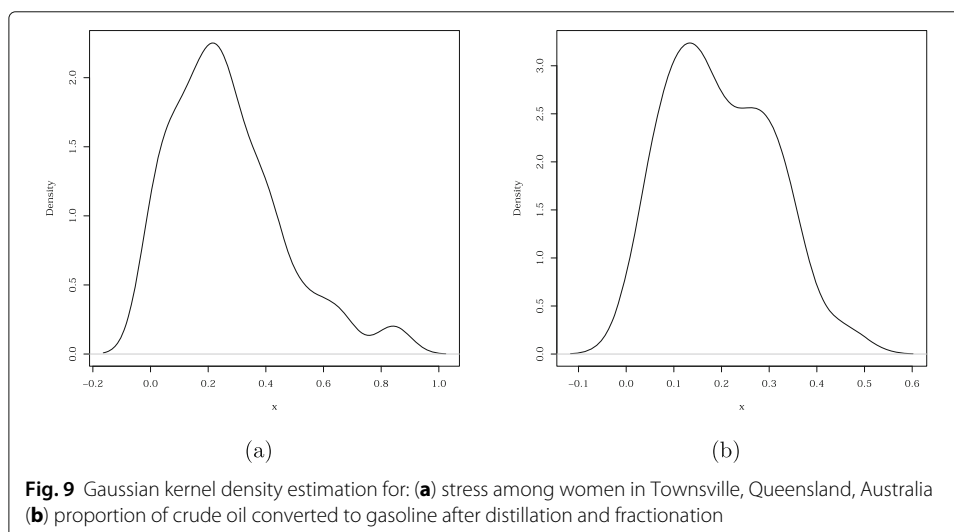 Density
2.0
1.5
1.0
0.5
0.0
-0.2 0.0 0.2 0.4 0.6 0.8 1.0
x
(a)
Density
3.0
2.5
2.0
1.5
1.0
0.5
0.0
-0.1 0.0 0.1 0.2 0.3 0.4 0.5 0.6
x
(b)
Fig. 9 Gaussian kernel density estimation for: (a) stress among women in Townsville, Queensland, Australia
(b) proportion of crude oil converted to gasoline after distillation and fractionation